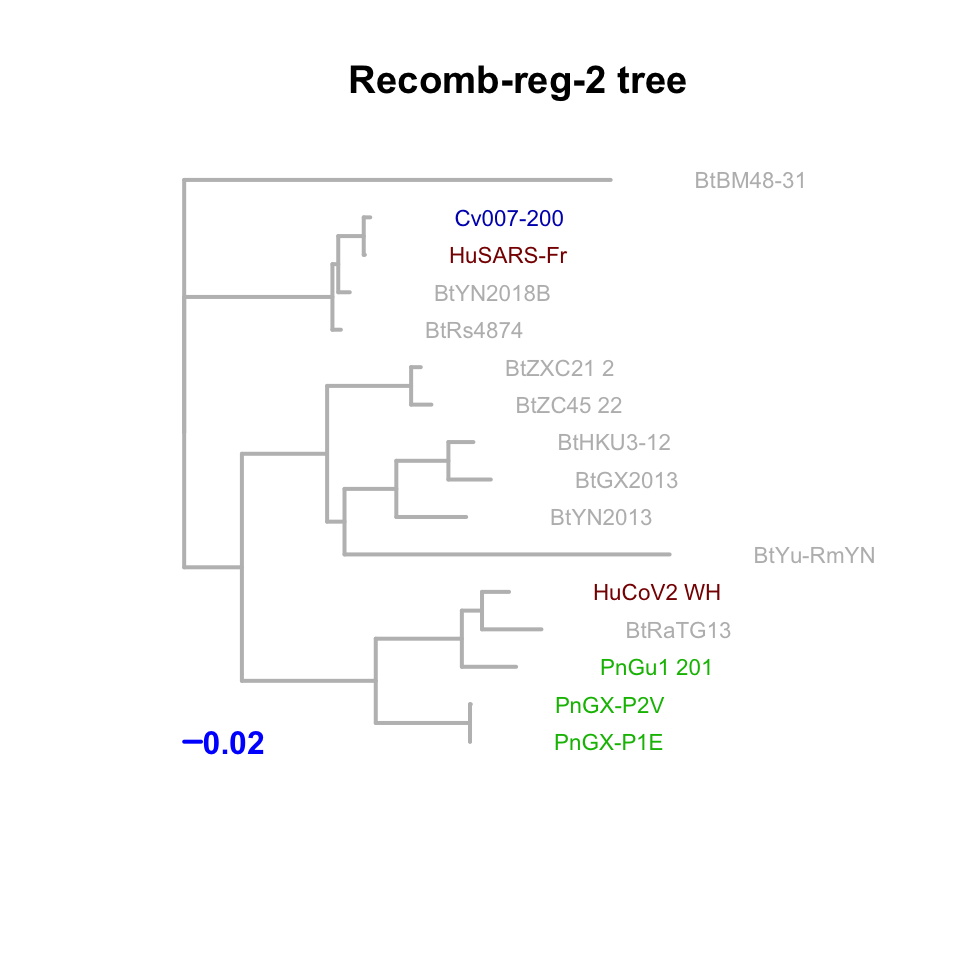 Recomb-reg-2 tree
BtBM48-31
Cv007-200
HuSARS-Fr
BtYN2018B
BtRs4874
BtZXC21 2
BtZC45 22
BtHKU3-12
BtGX2013
BtYN2013
BtYu-RmYN
HuCoV2 WH
BtRaTG13
PnGu1 201
PnGX-P2V
PnGX-P1E
0.02